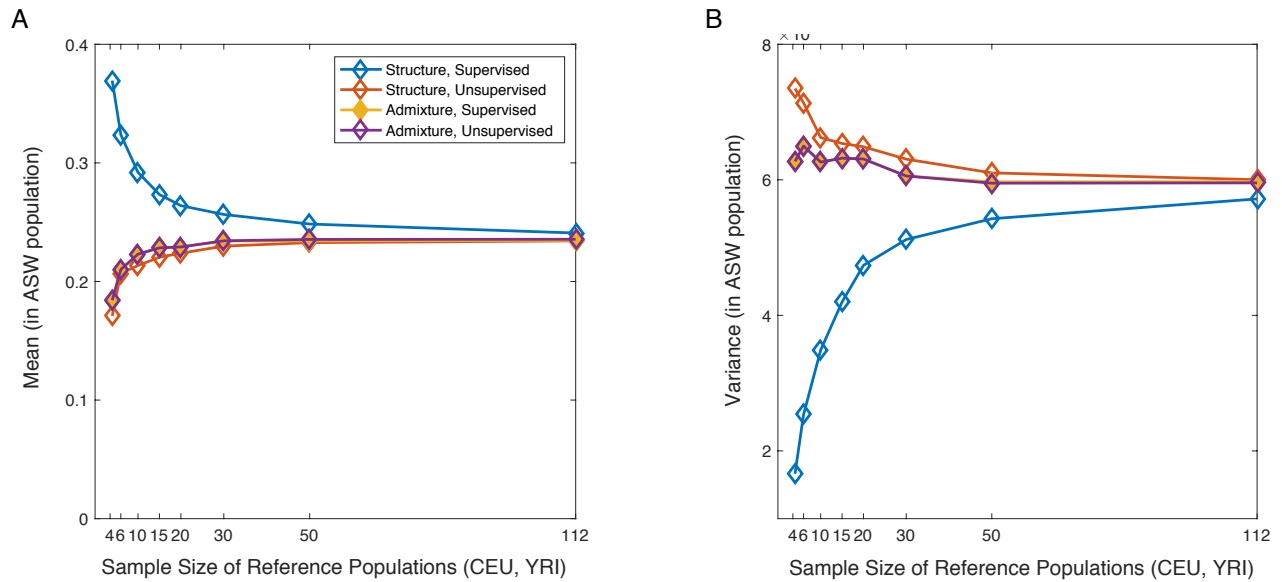 A
B
Mean (in ASW population)
0.4
0.3
0.2
0.1
0
Structure, Supervised
Structure, Unsupervised
Admixture, Supervised
Admixture, Unsupervised
4 6 10 15 20 30 50 112
Sample Size of Reference Populations (CEU, YRI)
Variance (in ASW population)
8
6
4
2
4 6 10 15 20 30 50 112
Sample Size of Reference Populations (CEU, YRI)